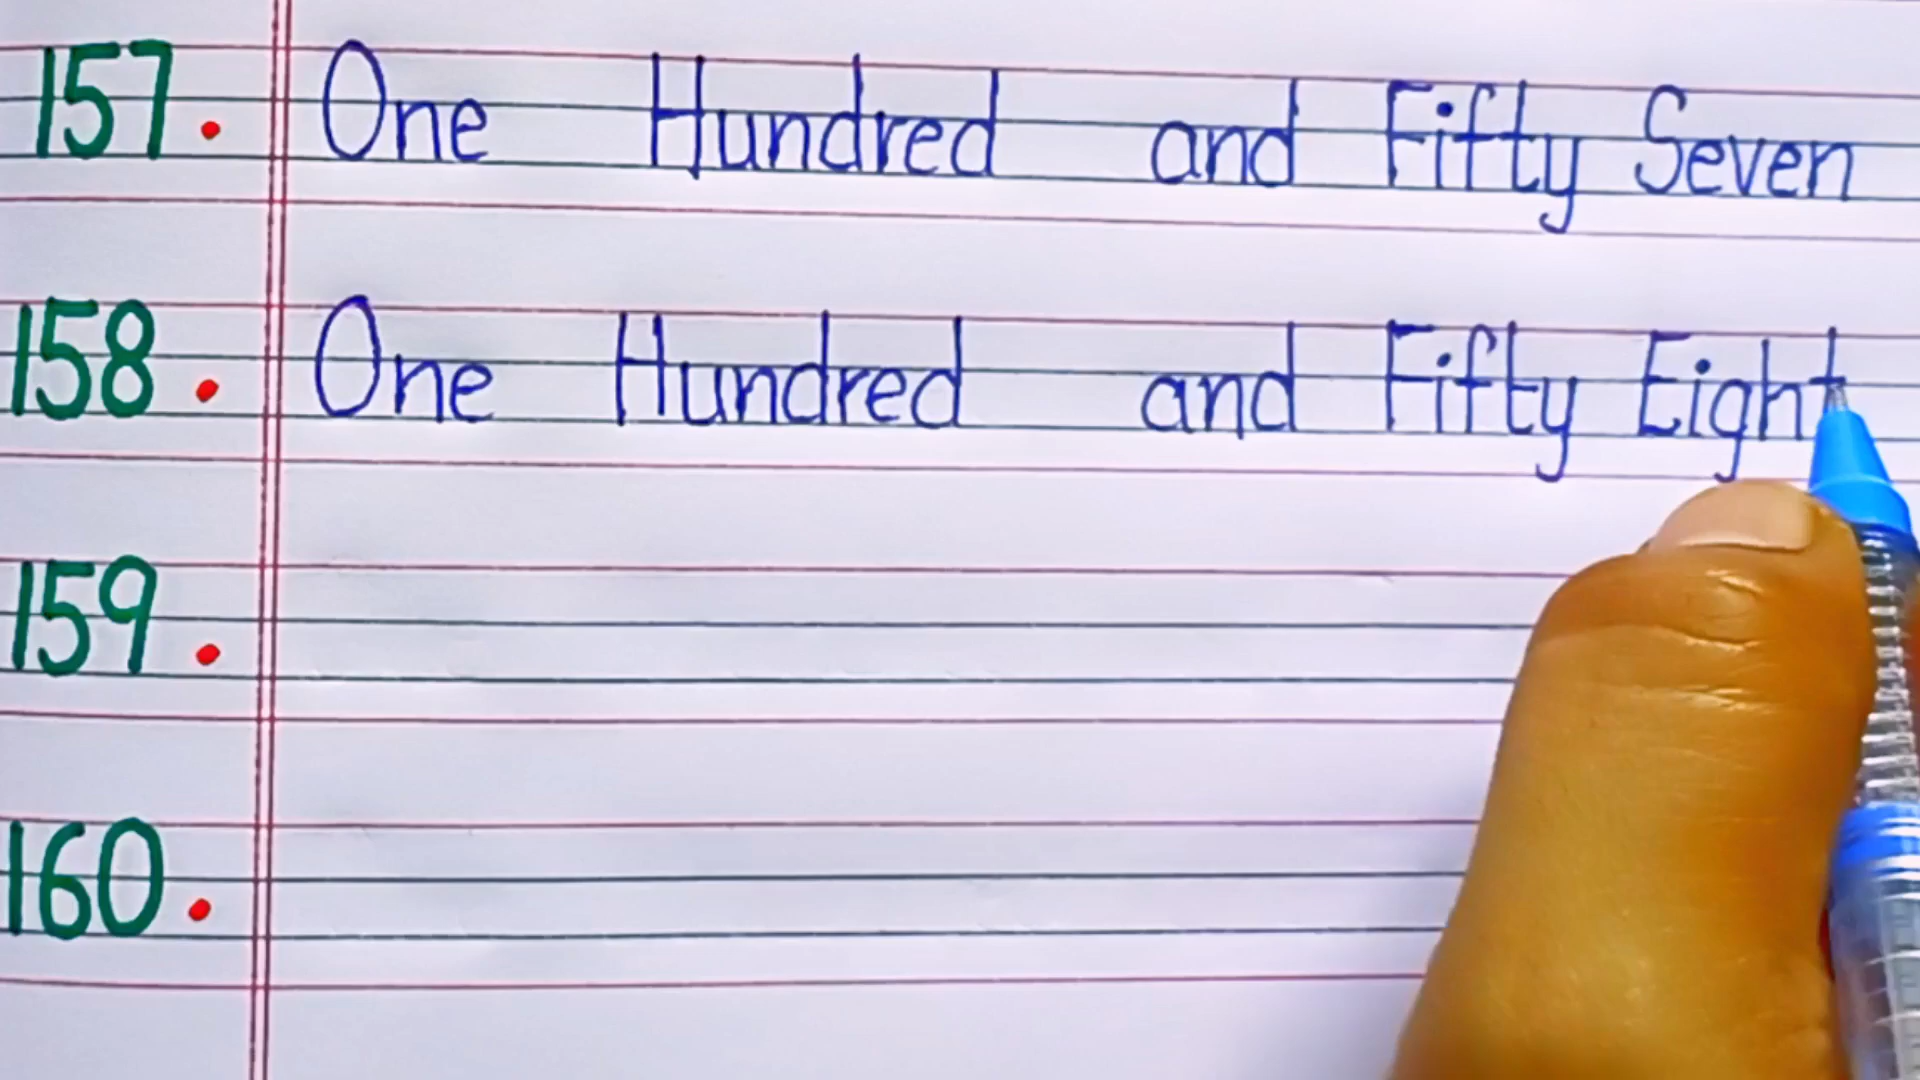 157. One Hundred and Fifty Seven
158. One Hundred and Fifty Eight
159.
160.